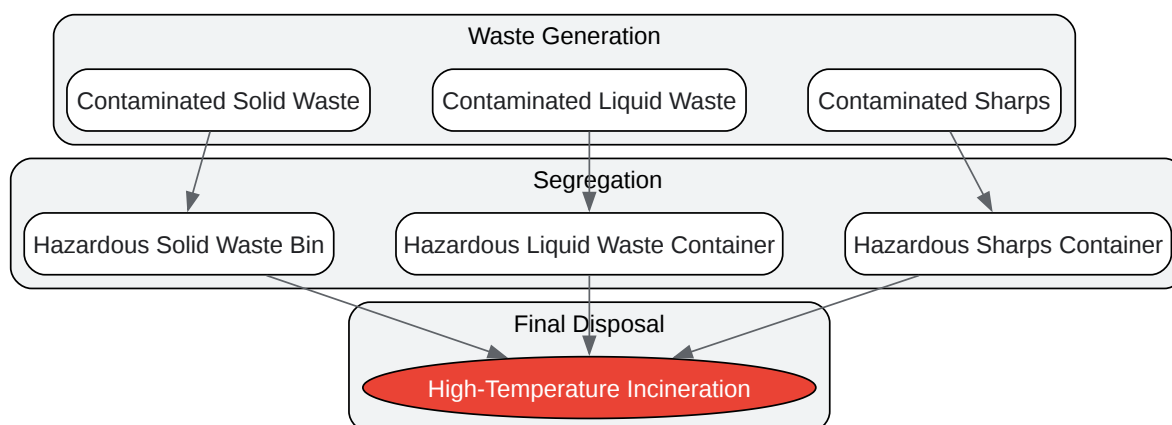 Waste Generation
Contaminated Solid Waste
Contaminated Liquid Waste
Contaminated Sharps
Segregation
Hazardous Solid Waste Bin
Hazardous Liquid Waste Container
Hazardous Sharps Container
Final Disposal
High-Temperature Incineration